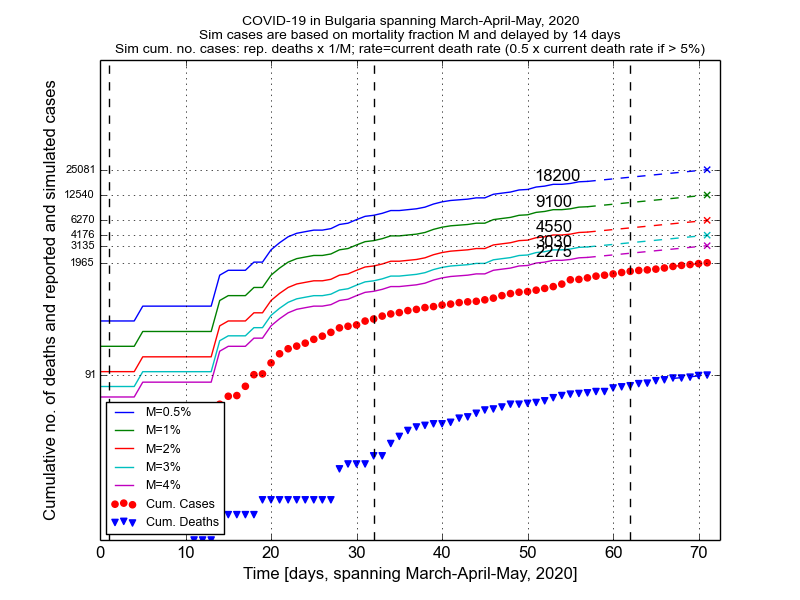 COVID-19 in Bulgaria spanning March-April-May, 2020
Sim cases are based on mortality fraction M and delayed by 14 days
Sim cum. no. cases: rep. deaths x 1/M; rate=current death rate (0.5 x current death rate if > 5%)
Cumulative no. of deaths and reported and simulated cases
25081
12540
6270
4176
3135
1965
91
18200
9100
4550
3030
2275
M=0.5%
M=1%
M=2%
M=3%
M=4%
Cum. Cases
Cum. Deaths
0 10 20 30 40 50 60 70
Time [days, spanning March-April-May, 2020]